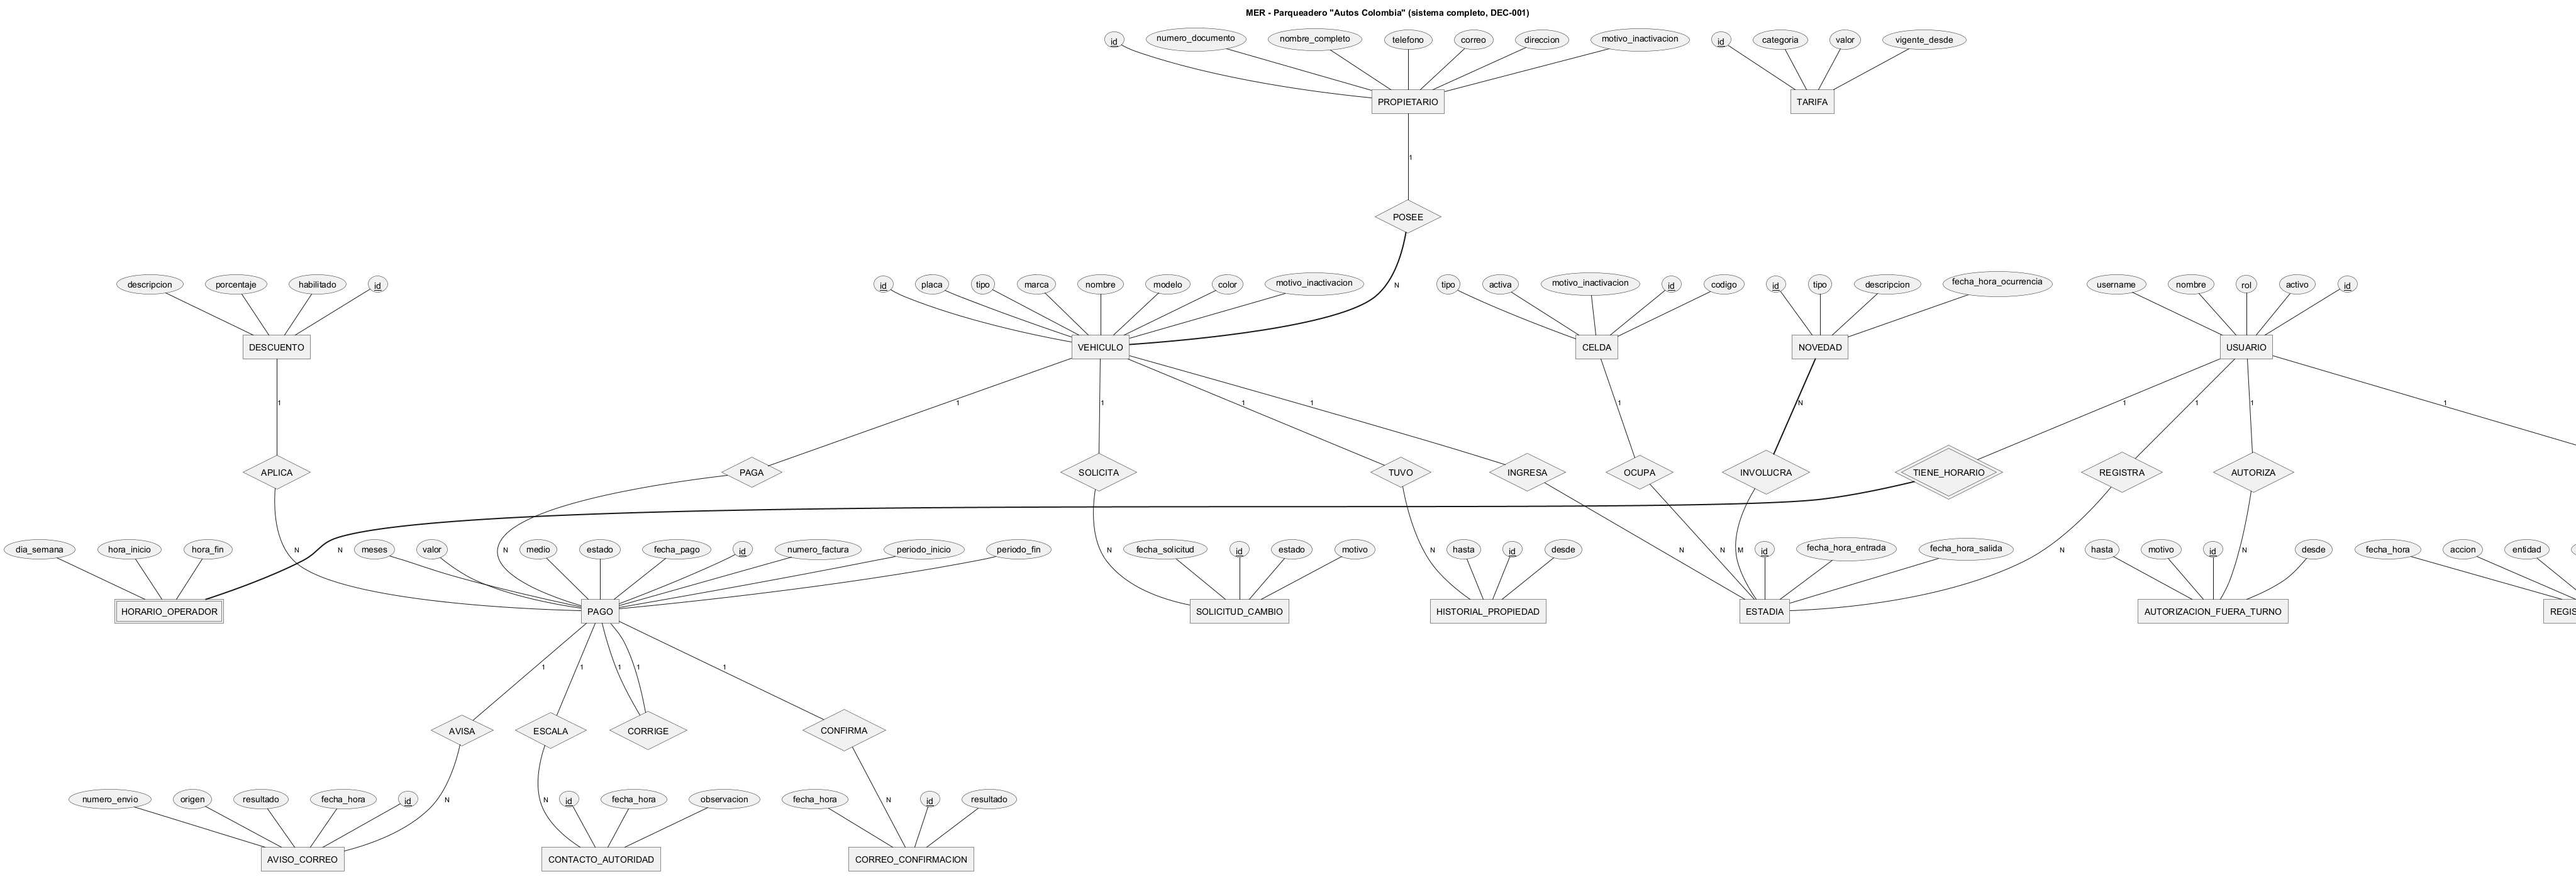 MER - Parqueadero "Autos Colombia" (sistema completo, DEC-001)
id
numero_documento
nombre_completo
telefono
correo
direccion
motivo_inactivacion
id
categoria
valor
vigente_desde
PROPIETARIO
TARIFA
1
POSEE
descripcion
porcentaje
habilitado
id
id
placa
tipo
marca
nombre
modelo
color
motivo_inactivacion
N
tipo
activa
motivo_inactivacion
id
codigo
id
tipo
descripcion
fecha_hora_ocurrencia
username
nombre
rol
activo
id
DESCUENTO
VEHICULO
CELDA
NOVEDAD
USUARIO
1
1
1
1
1
1
N
1
1
1
1
APLICA
PAGA
SOLICITA
TUVO
INGRESA
OCUPA
INVOLUCRA
TIENE_HORARIO
REGISTRA
AUTORIZA
dia_semana
hora_inicio
hora_fin
N
N
meses
valor
N
medio
estado
fecha_pago
id
numero_factura
periodo_inicio
periodo_fin
N
fecha_solicitud
id
estado
motivo
N
hasta
id
desde
N
N
M
id
fecha_hora_entrada
fecha_hora_salida
N
hasta
motivo
id
N
desde
fecha_hora
accion
entidad
HORARIO_OPERADOR
PAGO
SOLICITUD_CAMBIO
HISTORIAL_PROPIEDAD
ESTADIA
AUTORIZACION_FUERA_TURNO
REGIS
1
1
1
1
1
AVISA
ESCALA
CORRIGE
CONFIRMA
numero_envio
origen
resultado
fecha_hora
id
N
N
id
fecha_hora
observacion
fecha_hora
N
id
resultado
AVISO_CORREO
CONTACTO_AUTORIDAD
CORREO_CONFIRMACION